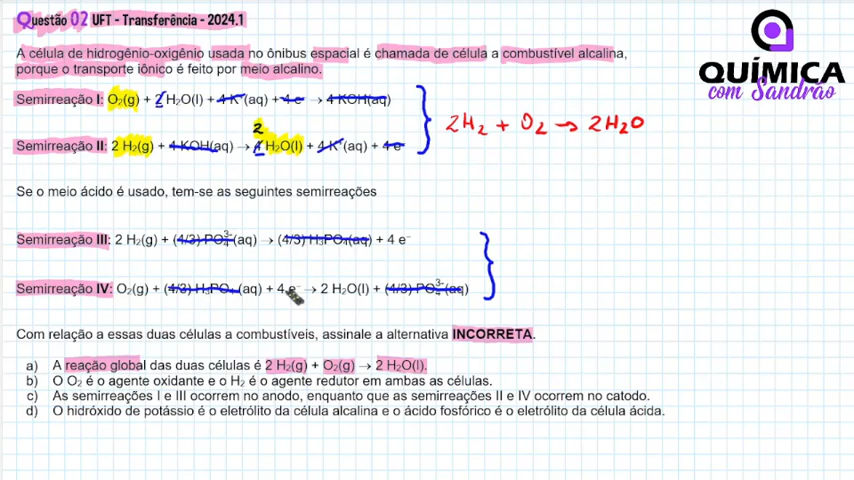 Questão 02 UFT - Transferência - 2024.1
A célula de hidrogênio-oxigênio usada no ônibus espacial é chamada de célula a combustível alcalina,
porque o transporte iônico é feito por meio alcalino.
QUÍMICA
com Sandrão
Semirreação I: O₂(g) + 2 H₂O(l) + 4 K⁺(aq) + 4 e⁻ → 4 KOH(aq)
2H₂ + O₂ → 2H₂O
2
Semirreação II: 2 H₂(g) + 4 KOH(aq) → 4 H₂O(l) + 4 K⁺(aq) + 4 e⁻
Se o meio ácido é usado, tem-se as seguintes semirreações
Semirreação III: 2 H₂(g) + (4/3) PO₄³⁻(aq) → (4/3) H₃PO₄(aq) + 4 e⁻
Semirreação IV: O₂(g) + (4/3) H₃PO₄(aq) + 4 e⁻ → 2 H₂O(l) + (4/3) PO₄³⁻(aq)
Com relação a essas duas células a combustíveis, assinale a alternativa INCORRETA.
a) A reação global das duas células é 2 H₂(g) + O₂(g) → 2 H₂O(l).
b) O O₂ é o agente oxidante e o H₂ é o agente redutor em ambas as células.
c) As semirreações I e III ocorrem no anodo, enquanto que as semirreações II e IV ocorrem no catodo.
d) O hidróxido de potássio é o eletrólito da célula alcalina e o ácido fosfórico é o eletrólito da célula ácida.